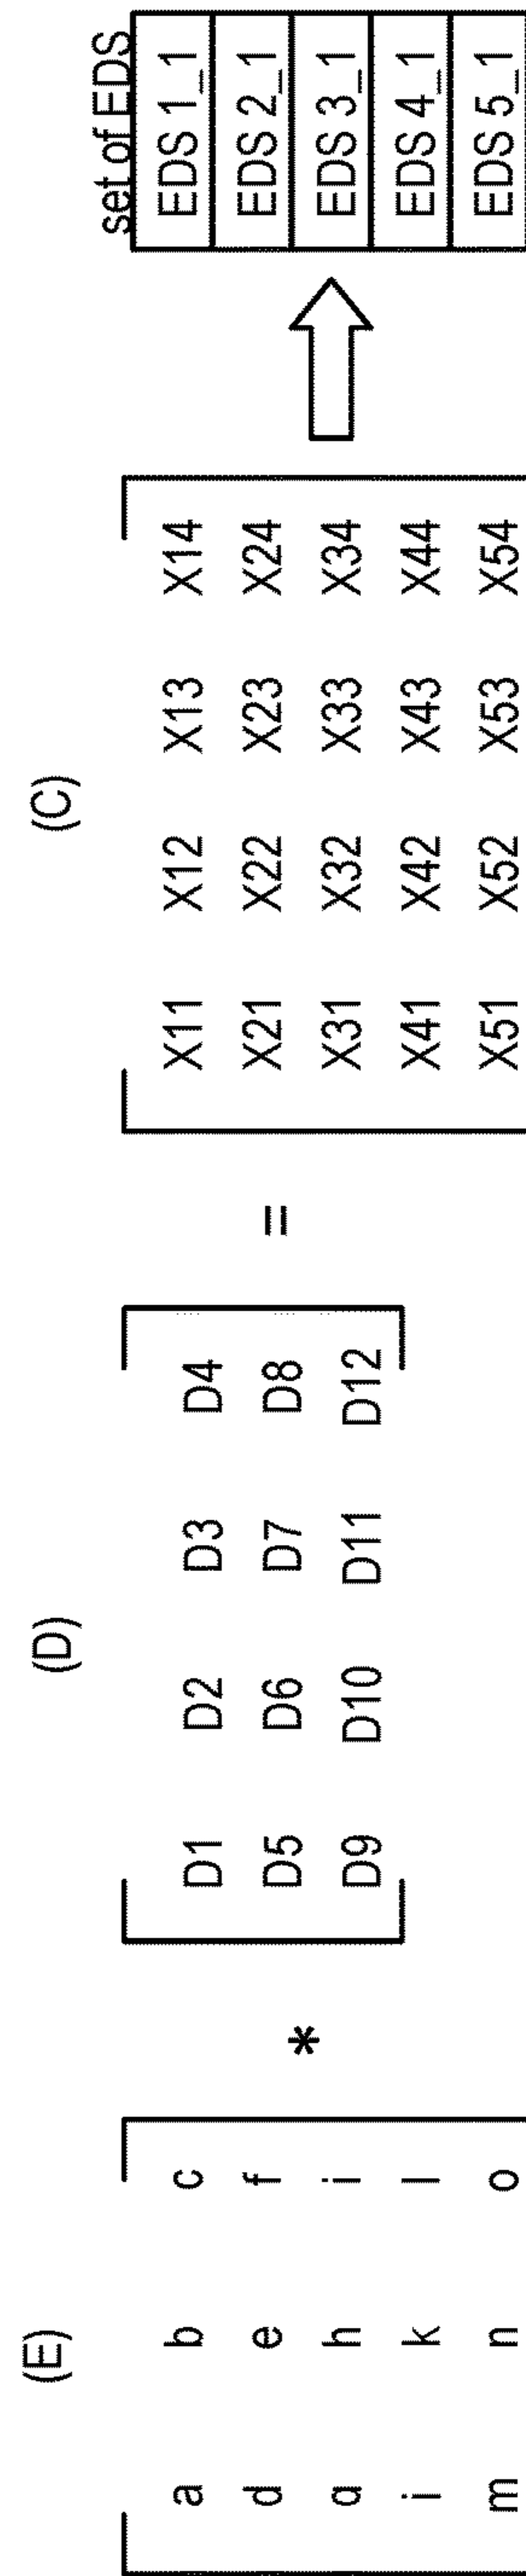 (E) (D) (C) set of EDS
a b c D1 D2 D3 D4 X11 X12 X13 X14 EDS 1_1
d e f * D5 D6 D7 D8 = X21 X22 X23 X24 EDS 2_1
g h i D9 D10 D11 D12 X31 X32 X33 X34 EDS 3_1
j k l X41 X42 X43 X44 EDS 4_1
m n o X51 X52 X53 X54 EDS 5_1